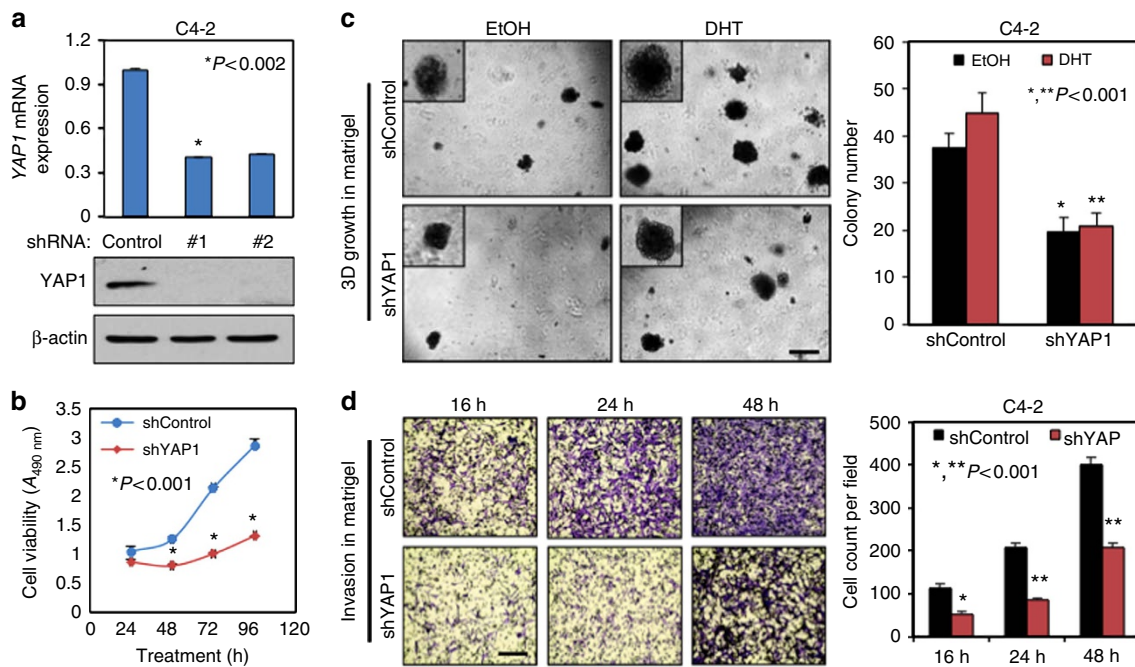 a
C4-2
1.2
0.9
0.6
0.3
0
YAP1 mRNA
expression
*P<0.002
*
shRNA: Control #1 #2
YAP1
β-actin
b
3.5
3
2.5
2
1.5
1
0.5
0
Cell viability (A490 nm)
shControl
shYAP1
*P<0.001
* * *
0 24 48 72 96 120
Treatment (h)
c
EtOH DHT
3D growth in matrigel
shControl
shYAP1
C4-2
60
50
40
30
20
10
0
Colony number
EtOH DHT
*,**P<0.001
* **
shControl shYAP1
d
16 h 24 h 48 h
Invasion in matrigel
shControl
shYAP1
C4-2
500
400
300
200
100
0
Cell count per field
shControl shYAP
*,**P<0.001
* ** **
16 h 24 h 48 h